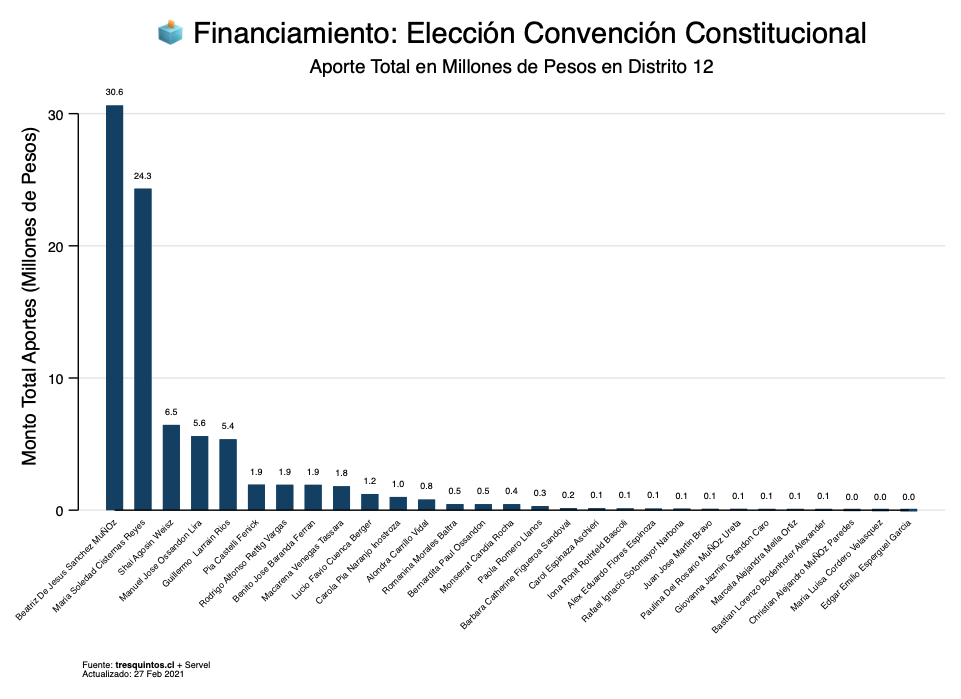 Financiamiento: Elección Convención Constitucional
Aporte Total en Millones de Pesos en Distrito 12
Monto Total Aportes (Millones de Pesos)
30
20
10
0
30.6
24.3
6.5
5.6
5.4
1.9
1.9
1.9
1.8
1.2
1.0
0.8
0.5
0.5
0.4
0.3
0.2
0.1
0.1
0.1
0.1
0.1
0.1
0.1
0.1
0.1
0.0
0.0
0.0
Beatriz De Jesus Sanchez MuÑOz
Maria Soledad Cisternas Reyes
Shai Agosin Weisz
Manuel Jose Ossandon Lira
Guillermo Larrain Rios
Pia Castelli Fenick
Rodrigo Alfonso Rettig Vargas
Benito Jose Baranda Ferran
Macarena Venegas Tassara
Lucio Favio Cuenca Berger
Carola Pia Naranjo Inostroza
Alondra Carrillo Vidal
Romanina Morales Baltra
Bernardita Paul Ossandon
Monserrat Candia Rocha
Paola Romero Llanos
Barbara Catherine Figueroa Sandoval
Carol Espinaza Aschieri
Iona Ronit Rothfeld Bascoli
Alex Eduardo Flores Espinoza
Rafael Ignacio Sotomayor Narbona
Juan Jose Martin Bravo
Paulina Del Rosario MuÑOz Ureta
Giovanna Jazmin Grandon Caro
Marcela Alejandra Mella Ortiz
Bastian Lorenzo Bodenhofer Alexander
Christian Alejandro MuÑOz Paredes
Maria Luisa Cordero Velasquez
Edgar Emilio Esperguel Garcia
Fuente: tresquintos.cl + Servel
Actualizado: 27 Feb 2021